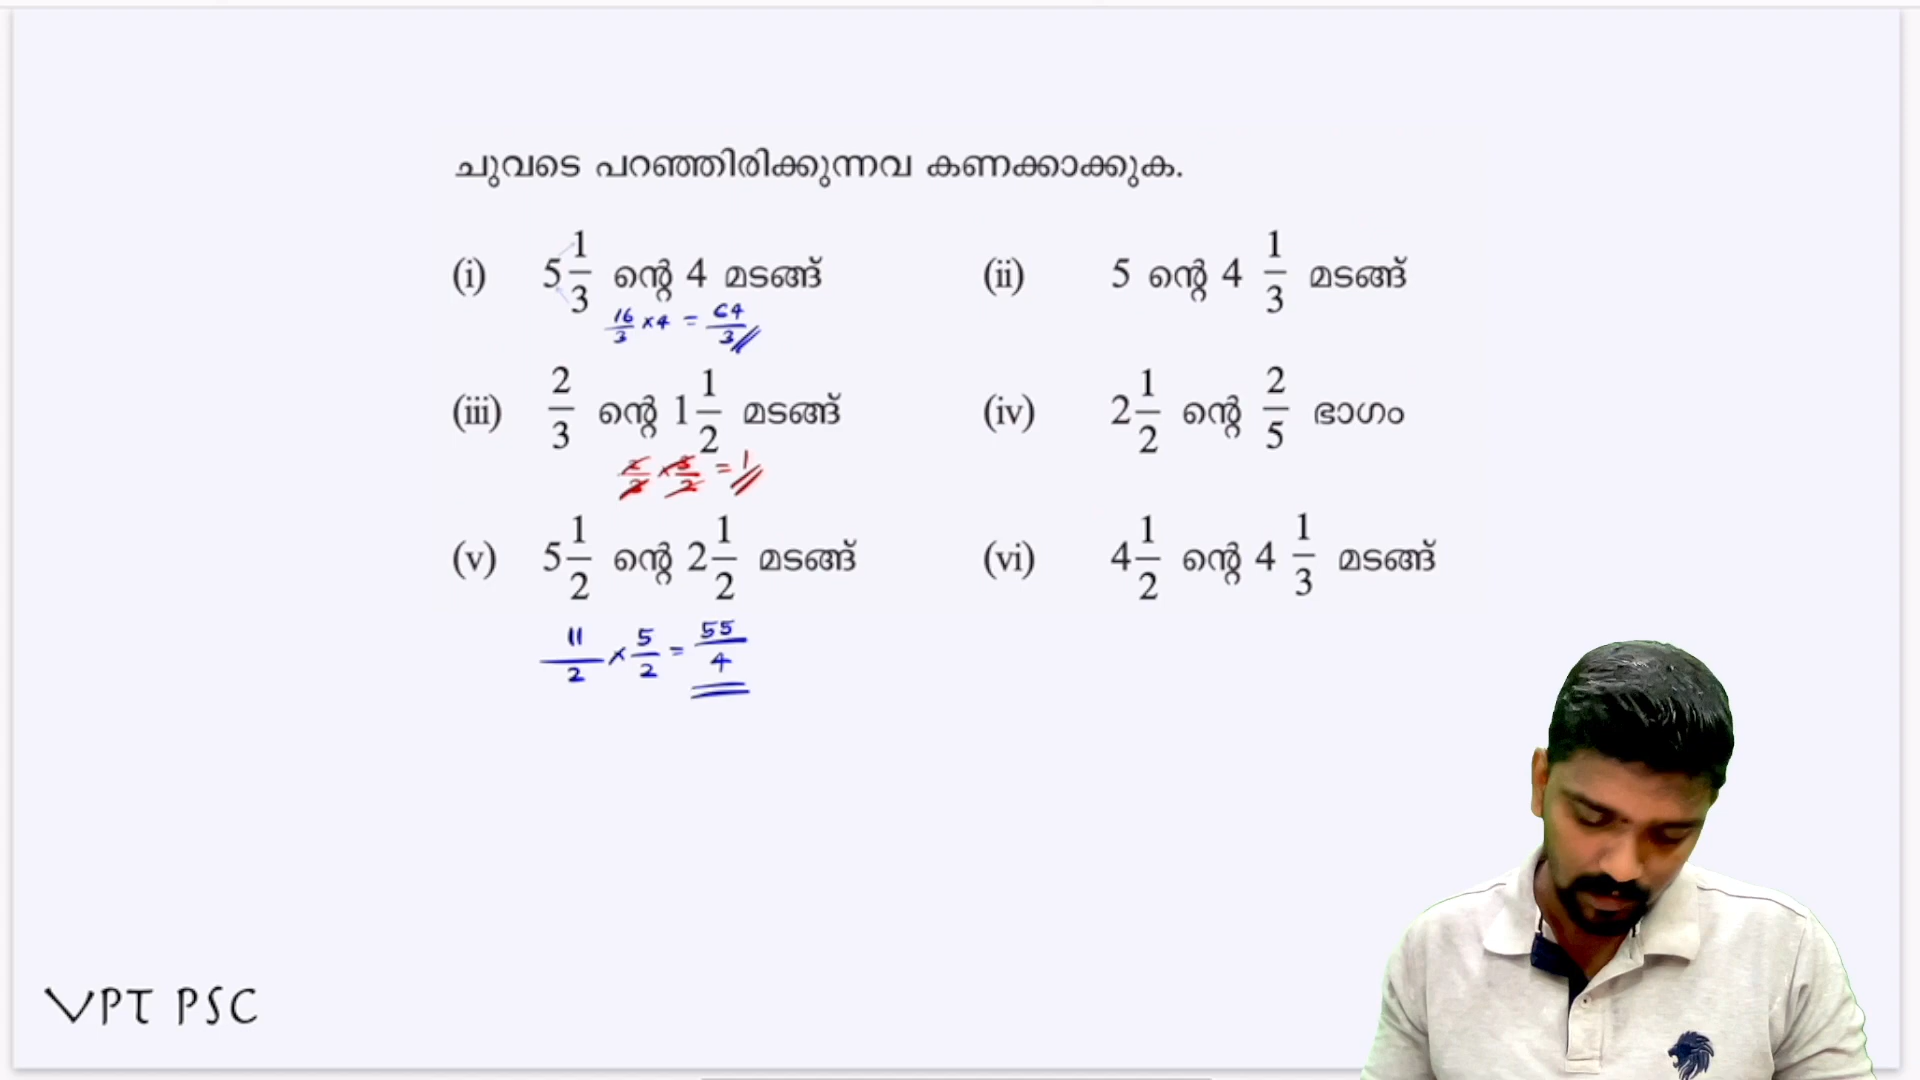 ചുവടെ പറഞ്ഞിരിക്കുന്നവ കണക്കാക്കുക.
(i) 5 1/3 ന്റെ 4 മടങ്ങ് (ii) 5 ന്റെ 4 1/3 മടങ്ങ്
16/3 × 4 = 64/3
(iii) 2/3 ന്റെ 1 1/2 മടങ്ങ് (iv) 2 1/2 ന്റെ 2/5 ഭാഗം
2/3 × 3/2 = 1
(v) 5 1/2 ന്റെ 2 1/2 മടങ്ങ് (vi) 4 1/2 ന്റെ 4 1/3 മടങ്ങ്
11/2 × 5/2 = 55/4
VPT PSC